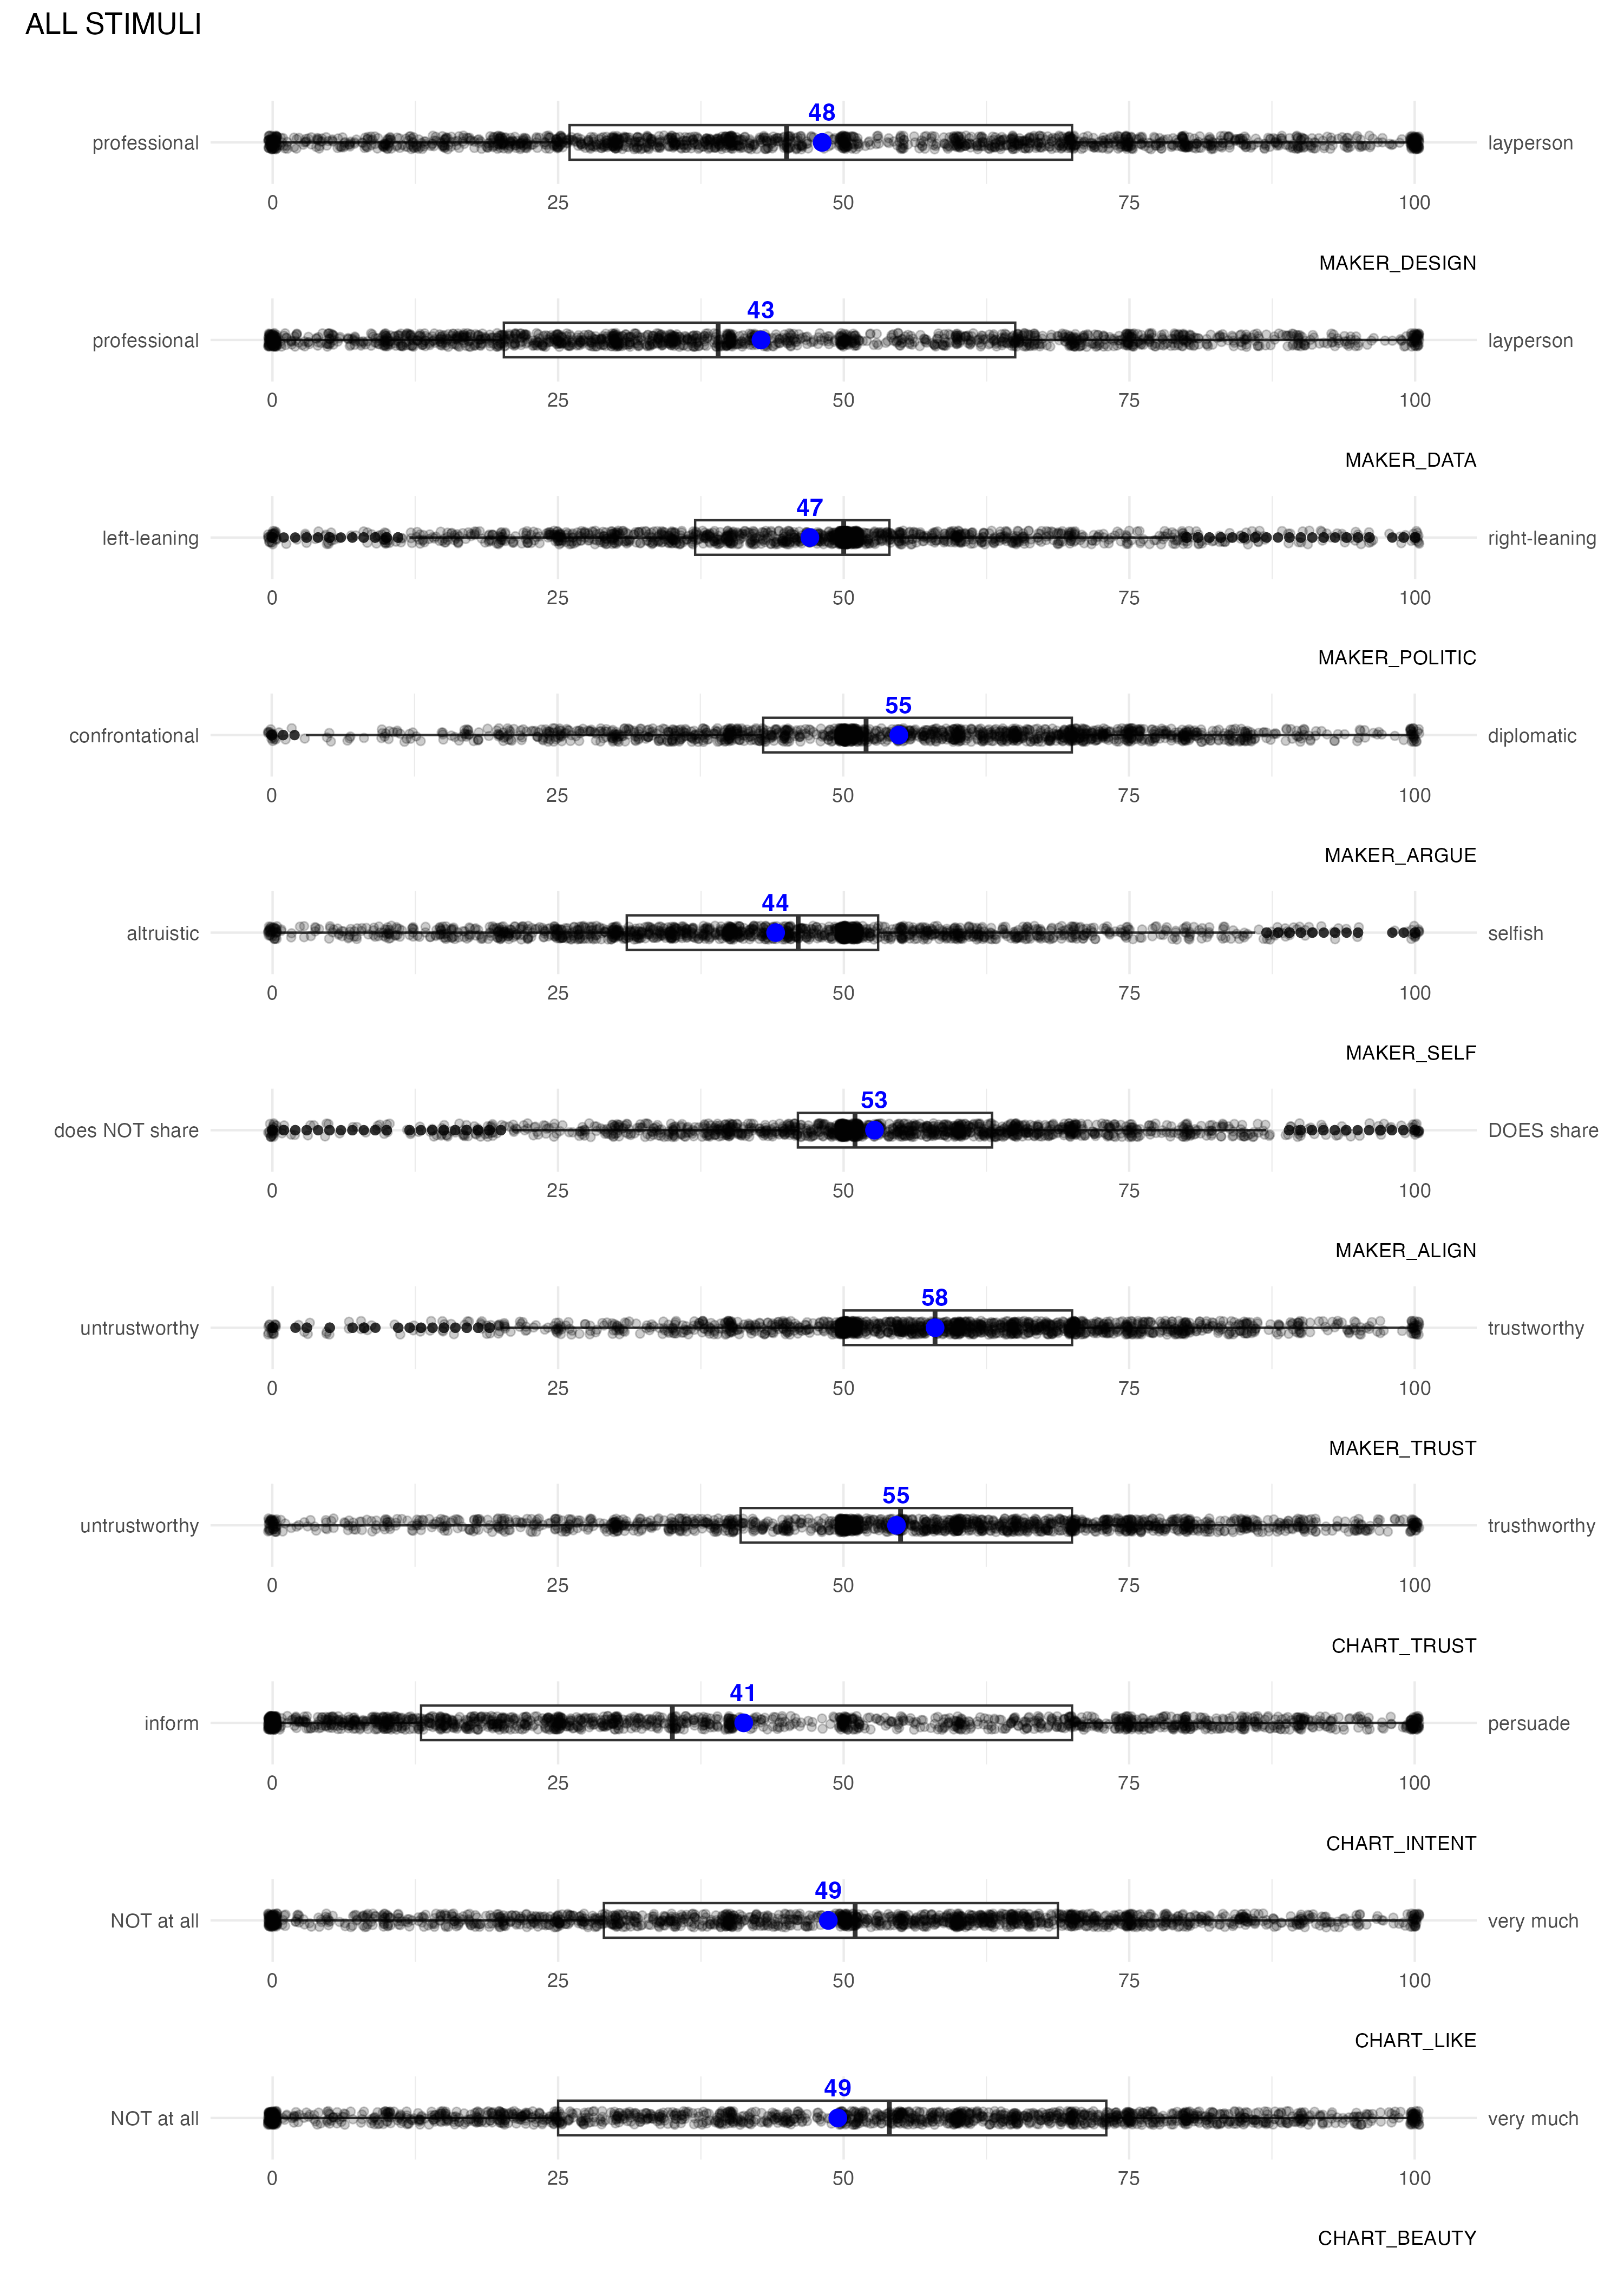 ALL STIMULI
48
professional layperson
0 25 50 75 100
MAKER_DESIGN
43
professional layperson
0 25 50 75 100
MAKER_DATA
47
left-leaning right-leaning
0 25 50 75 100
MAKER_POLITIC
55
confrontational diplomatic
0 25 50 75 100
MAKER_ARGUE
44
altruistic selfish
0 25 50 75 100
MAKER_SELF
53
does NOT share DOES share
0 25 50 75 100
MAKER_ALIGN
58
untrustworthy trustworthy
0 25 50 75 100
MAKER_TRUST
55
untrustworthy trusthworthy
0 25 50 75 100
CHART_TRUST
41
inform persuade
0 25 50 75 100
CHART_INTENT
49
NOT at all very much
0 25 50 75 100
CHART_LIKE
49
NOT at all very much
0 25 50 75 100
CHART_BEAUTY